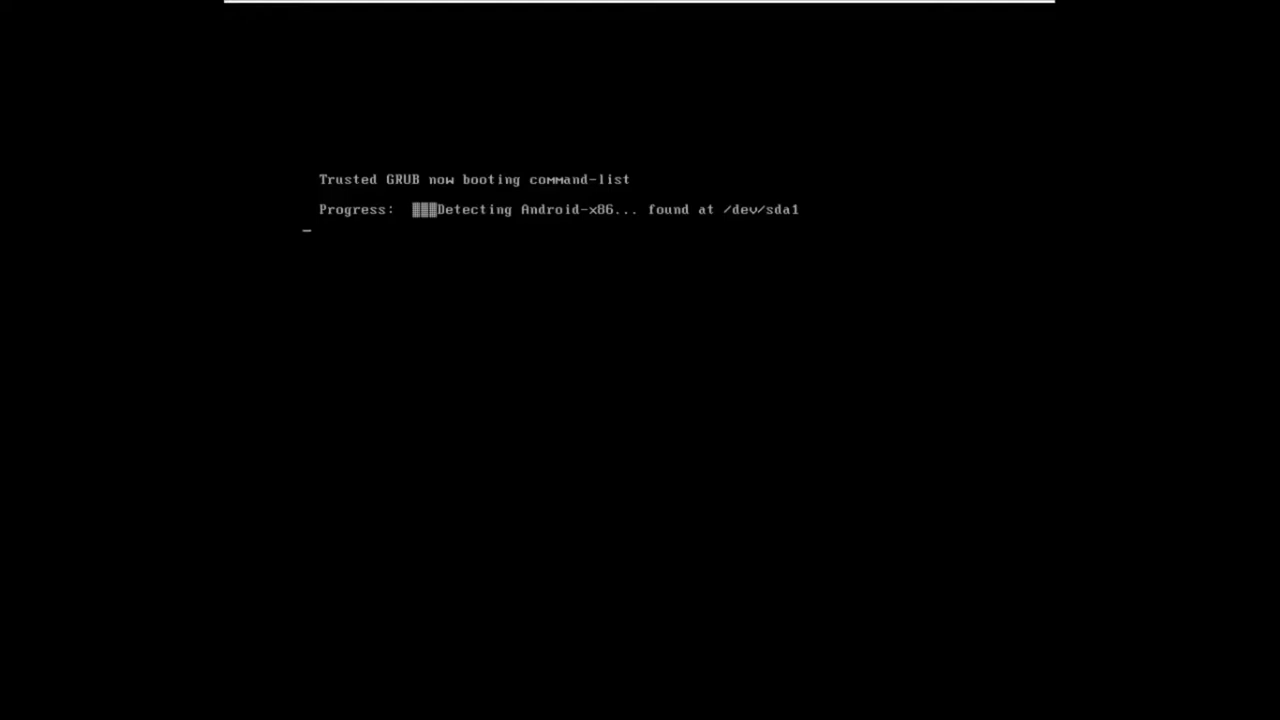 Trusted GRUB now booting command-list
Progress: ▓▓▓Detecting Android-x86... found at /dev/sda1
_